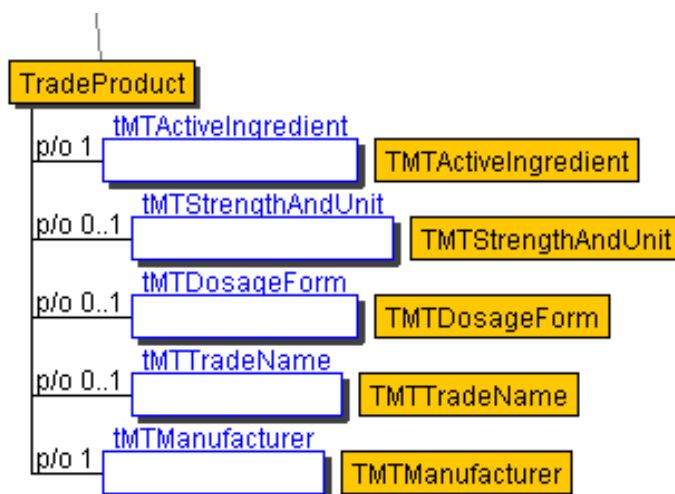 TradeProduct
tMTActiveIngredient
p/o 1
TMTActiveIngredient
tMTStrengthAndUnit
p/o 0..1
TMTStrengthAndUnit
tMTDosageForm
p/o 0..1
TMTDosageForm
tMTTradeName
p/o 0..1
TMTTradeName
tMTManufacturer
p/o 1
TMTManufacturer